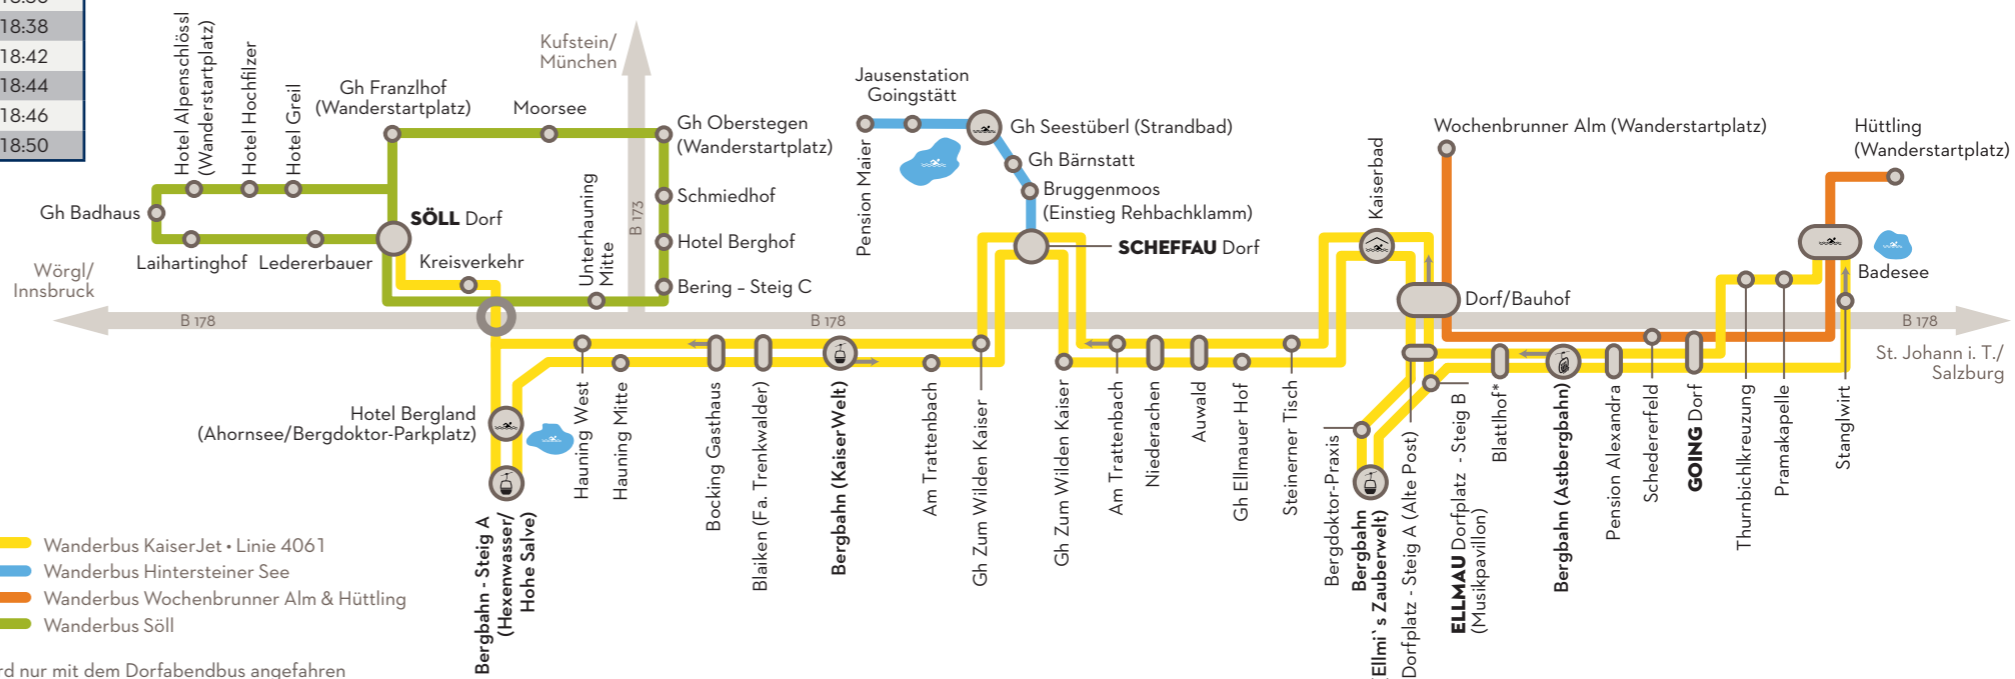 18:38
18:42
18:44
18:46
18:50
Hotel Alpenschlössl
(Wanderstartplatz)
Hotel Hochfilzer
Hotel Greil
Gh Franzlhof
(Wanderstartplatz)
Moorsee
Kufstein/
München
Gh Oberstegen
(Wanderstartplatz)
Schmiedhof
Hotel Berghof
Bering – Steig C
B 173
Unterhauning
Mitte
Gh Badhaus
Laihartinghof
Ledererbauer
SÖLL Dorf
Kreisverkehr
Wörgl/
Innsbruck
B 178
B 178
B 178
St. Johann i. T./
Salzburg
Jausenstation
Goingstätt
Pension Maier
Gh Seestüberl (Strandbad)
Gh Bärnstatt
Bruggenmoos
(Einstieg Rehbachklamm)
SCHEFFAU Dorf
Kaiserbad
Wochenbrunner Alm (Wanderstartplatz)
Hüttling
(Wanderstartplatz)
Badesee
Dorf/Bauhof
Hotel Bergland
(Ahornsee/Bergdoktor-Parkplatz)
Bergbahn - Steig A
(Hexenwasser/
Hohe Salve)
Hauning West
Hauning Mitte
Bocking Gasthaus
Blaiken (Fa. Trenkwalder)
Bergbahn (KaiserWelt)
Am Trattenbach
Gh Zum Wilden Kaiser
Gh Zum Wilden Kaiser
Am Trattenbach
Niederachen
Auwald
Gh Ellmauer Hof
Steinerner Tisch
Bergdoktor-Praxis
Bergbahn
Ellmi`s Zauberwelt)
Dorfplatz - Steig A (Alte Post)
ELLMAU Dorfplatz - Steig B
(Musikpavillon)
Blattlhof*
Bergbahn (Astbergbahn)
Pension Alexandra
Schedererfeld
GOING Dorf
Thurnbichlkreuzung
Pramakapelle
Stanglwirt
Wanderbus KaiserJet • Linie 4061
Wanderbus Hintersteiner See
Wanderbus Wochenbrunner Alm & Hüttling
Wanderbus Söll
rd nur mit dem Dorfabendbus angefahren